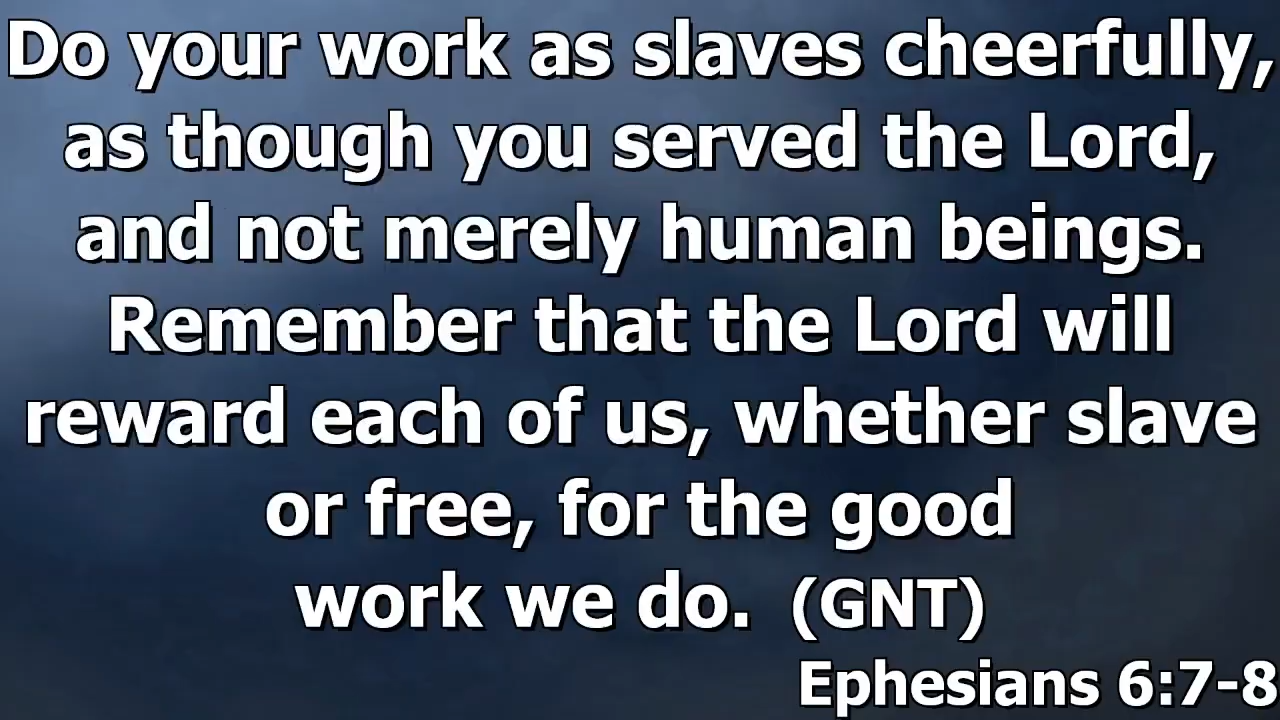 Do your work as slaves cheerfully,
as though you served the Lord,
and not merely human beings.
Remember that the Lord will
reward each of us, whether slave
or free, for the good
work we do.  (GNT)
Ephesians 6:7-8